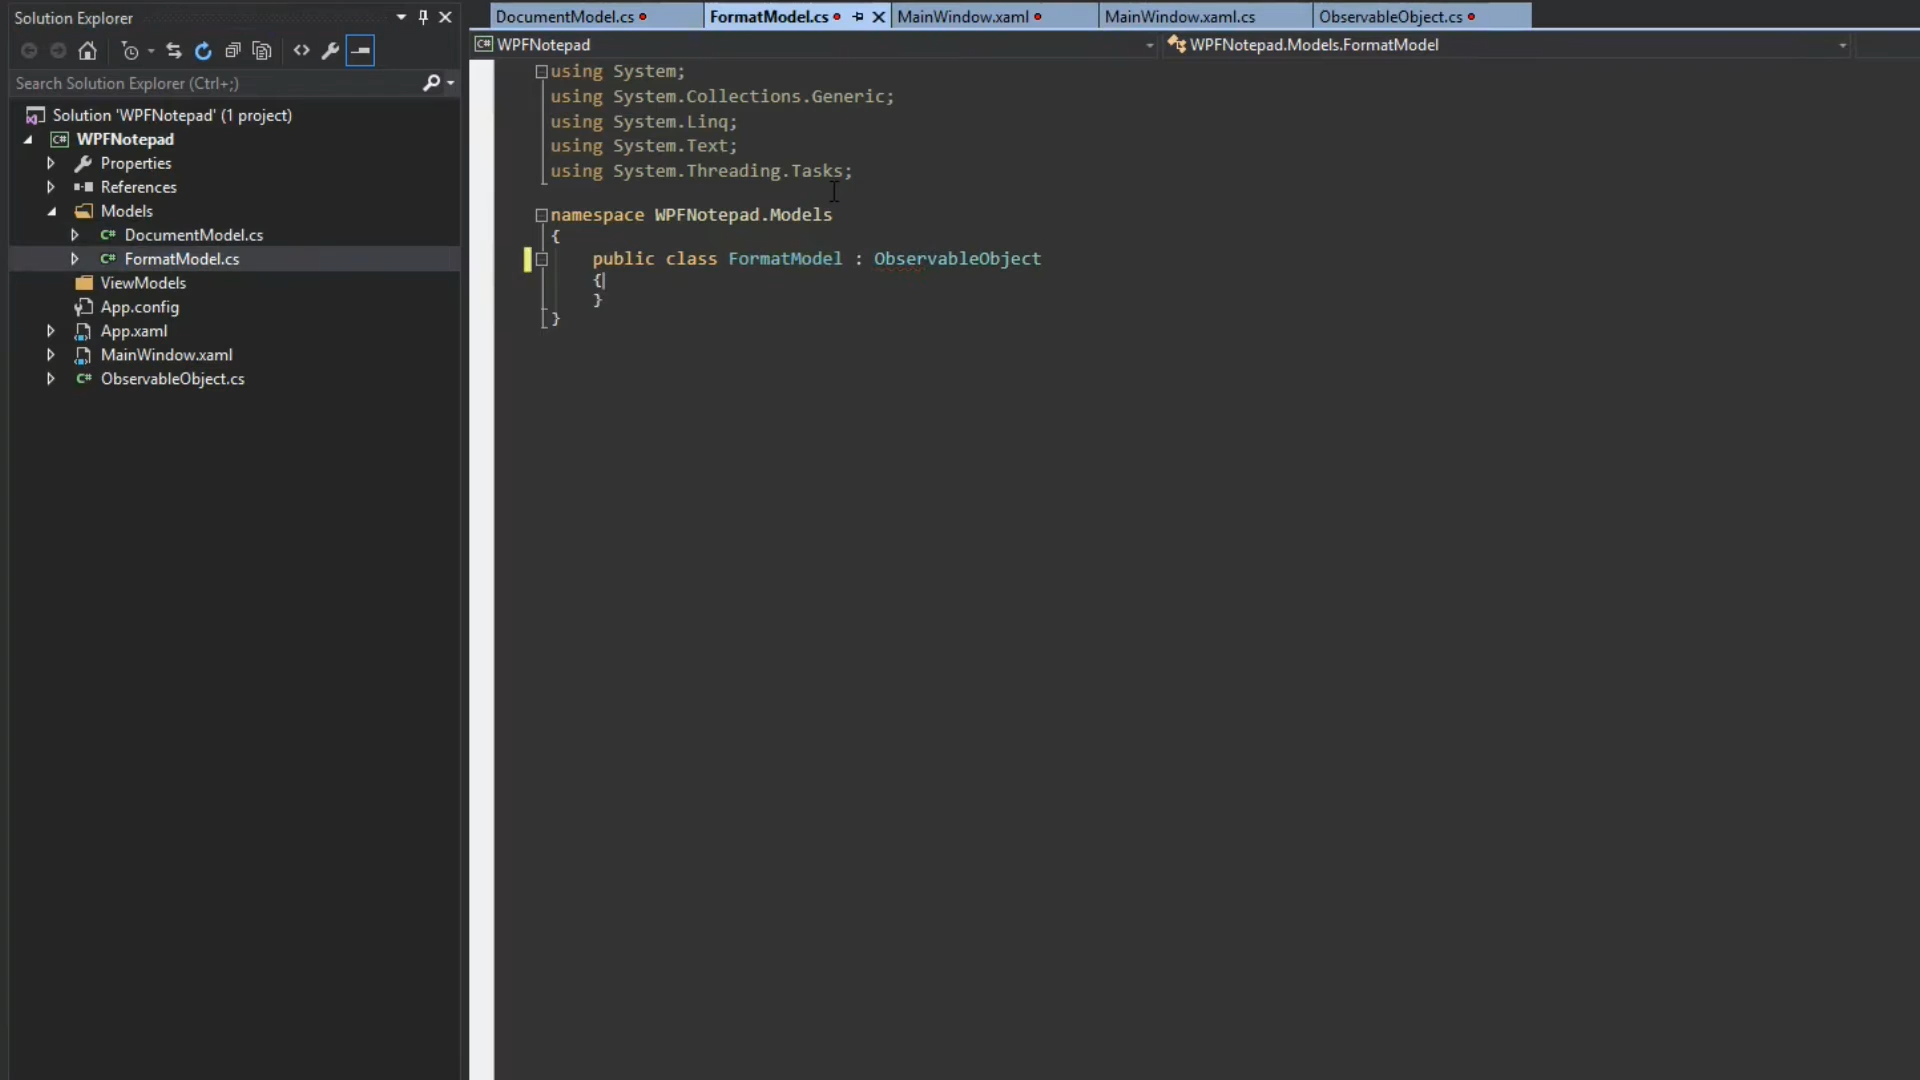 Solution Explorer
Search Solution Explorer (Ctrl+;)
Solution 'WPFNotepad' (1 project)
C# WPFNotepad
Properties
References
Models
C# DocumentModel.cs
C# FormatModel.cs
ViewModels
App.config
App.xaml
MainWindow.xaml
C# ObservableObject.cs
DocumentModel.cs
FormatModel.cs
MainWindow.xaml
MainWindow.xaml.cs
ObservableObject.cs
C# WPFNotepad
WPFNotepad.Models.FormatModel
using System;
using System.Collections.Generic;
using System.Linq;
using System.Text;
using System.Threading.Tasks;
namespace WPFNotepad.Models
{
public class FormatModel : ObservableObject
{
}
}